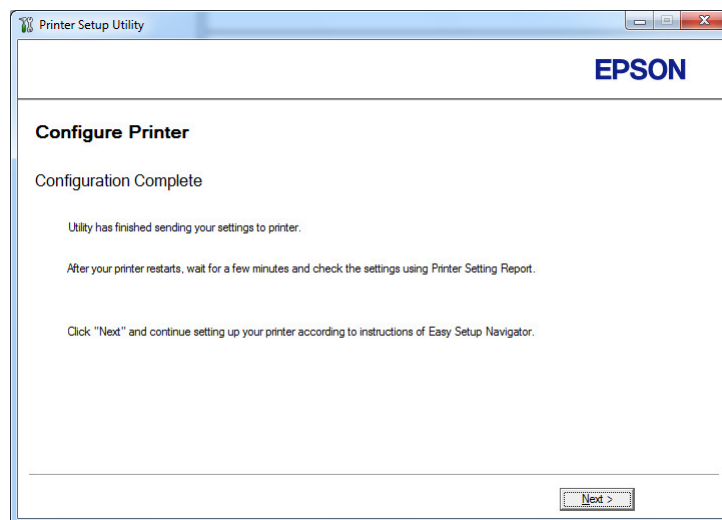 Printer Setup Utility
EPSON
Configure Printer
Configuration Complete
Utility has finished sending your settings to printer.
After your printer restarts, wait for a few minutes and check the settings using Printer Setting Report.
Click "Next" and continue setting up your printer according to instructions of Easy Setup Navigator.
Next >